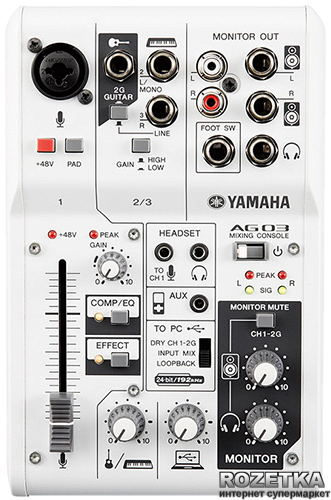 MONITOR OUT
2
L/
MONO
L
R
L
R
2G
GUITAR
3
R
LINE
FOOT SW
+48V
PAD
GAIN
HIGH
LOW
1
2/3
YAMAHA
AG03
MIXING CONSOLE
+48V
PEAK
GAIN
HEADSET
TO
CH 1
L
PEAK
R
SIG
0
10
10
COMP/EQ
AUX
MONITOR MUTE
CH1-2G
TO PC
EFFECT
DRY CH 1-2G
INPUT MIX
LOOPBACK
24-bit/192kHz
0
10
0
10
0
10
0
10
0
MONITOR
ROZETKA
интернет супермаркет